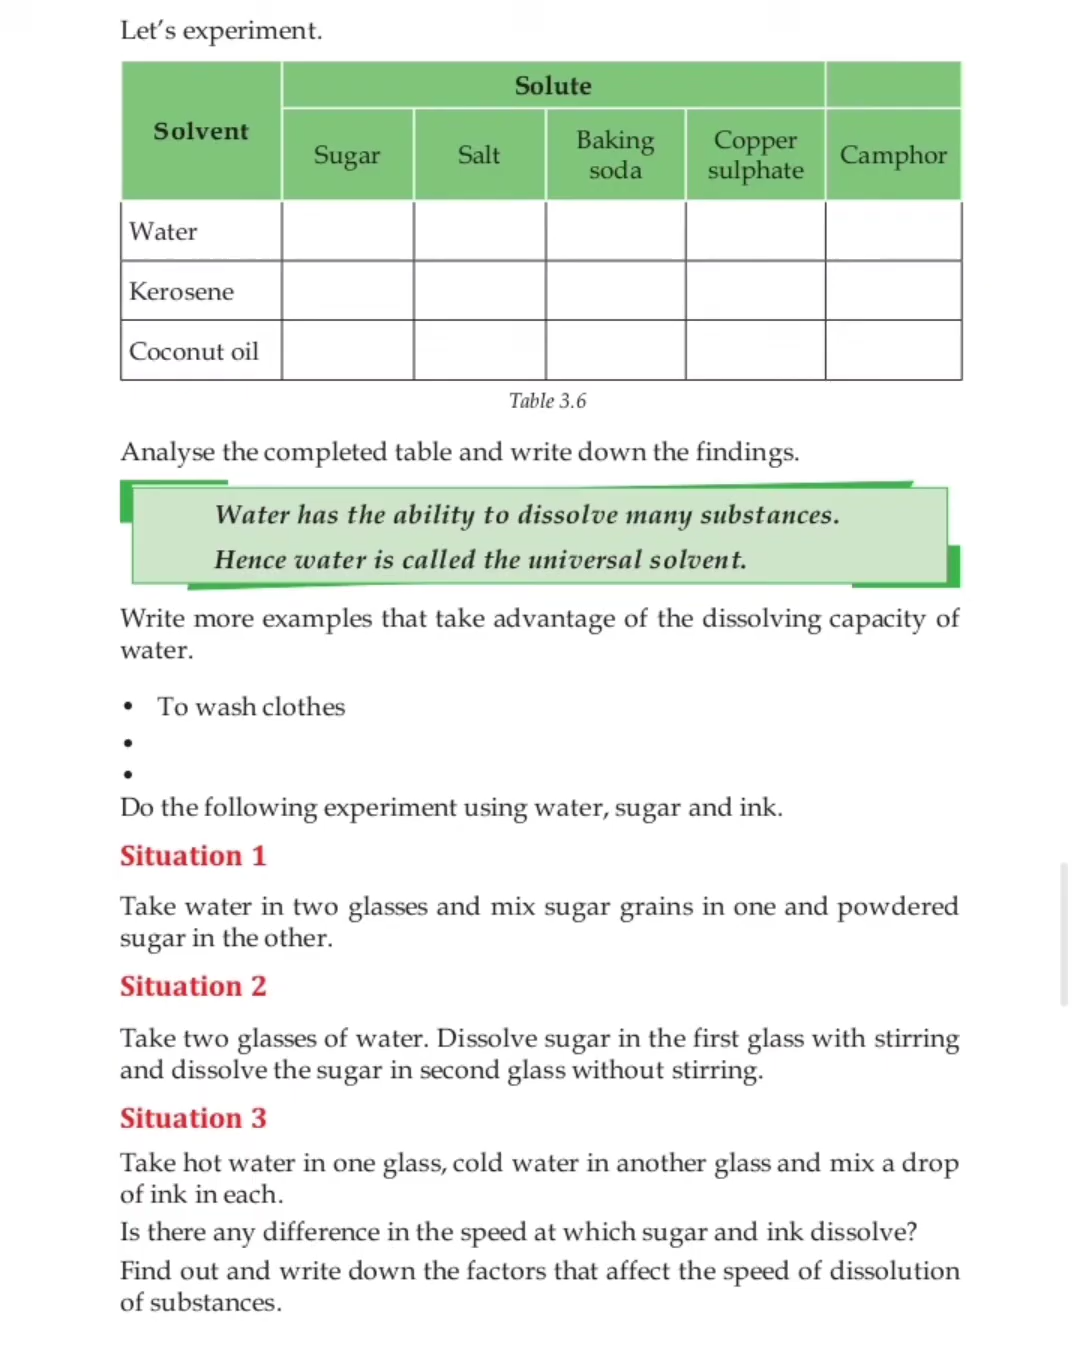 Let's experiment.
Solvent
Solute
Sugar
Salt
Baking
soda
Copper
sulphate
Camphor
Water
Kerosene
Coconut oil
Table 3.6
Analyse the completed table and write down the findings.
Water has the ability to dissolve many substances.
Hence water is called the universal solvent.
Write more examples that take advantage of the dissolving capacity of
water.
• To wash clothes
•
•
Do the following experiment using water, sugar and ink.
Situation 1
Take water in two glasses and mix sugar grains in one and powdered
sugar in the other.
Situation 2
Take two glasses of water. Dissolve sugar in the first glass with stirring
and dissolve the sugar in second glass without stirring.
Situation 3
Take hot water in one glass, cold water in another glass and mix a drop
of ink in each.
Is there any difference in the speed at which sugar and ink dissolve?
Find out and write down the factors that affect the speed of dissolution
of substances.